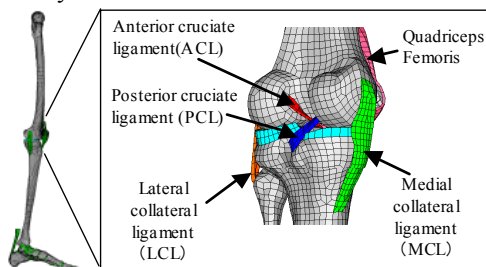 Anterior cruciate
ligament(ACL)
Quadriceps
Femoris
Posterior cruciate
ligament (PCL)
Lateral
collateral
ligament
(LCL)
Medial
collateral
ligament
(MCL)